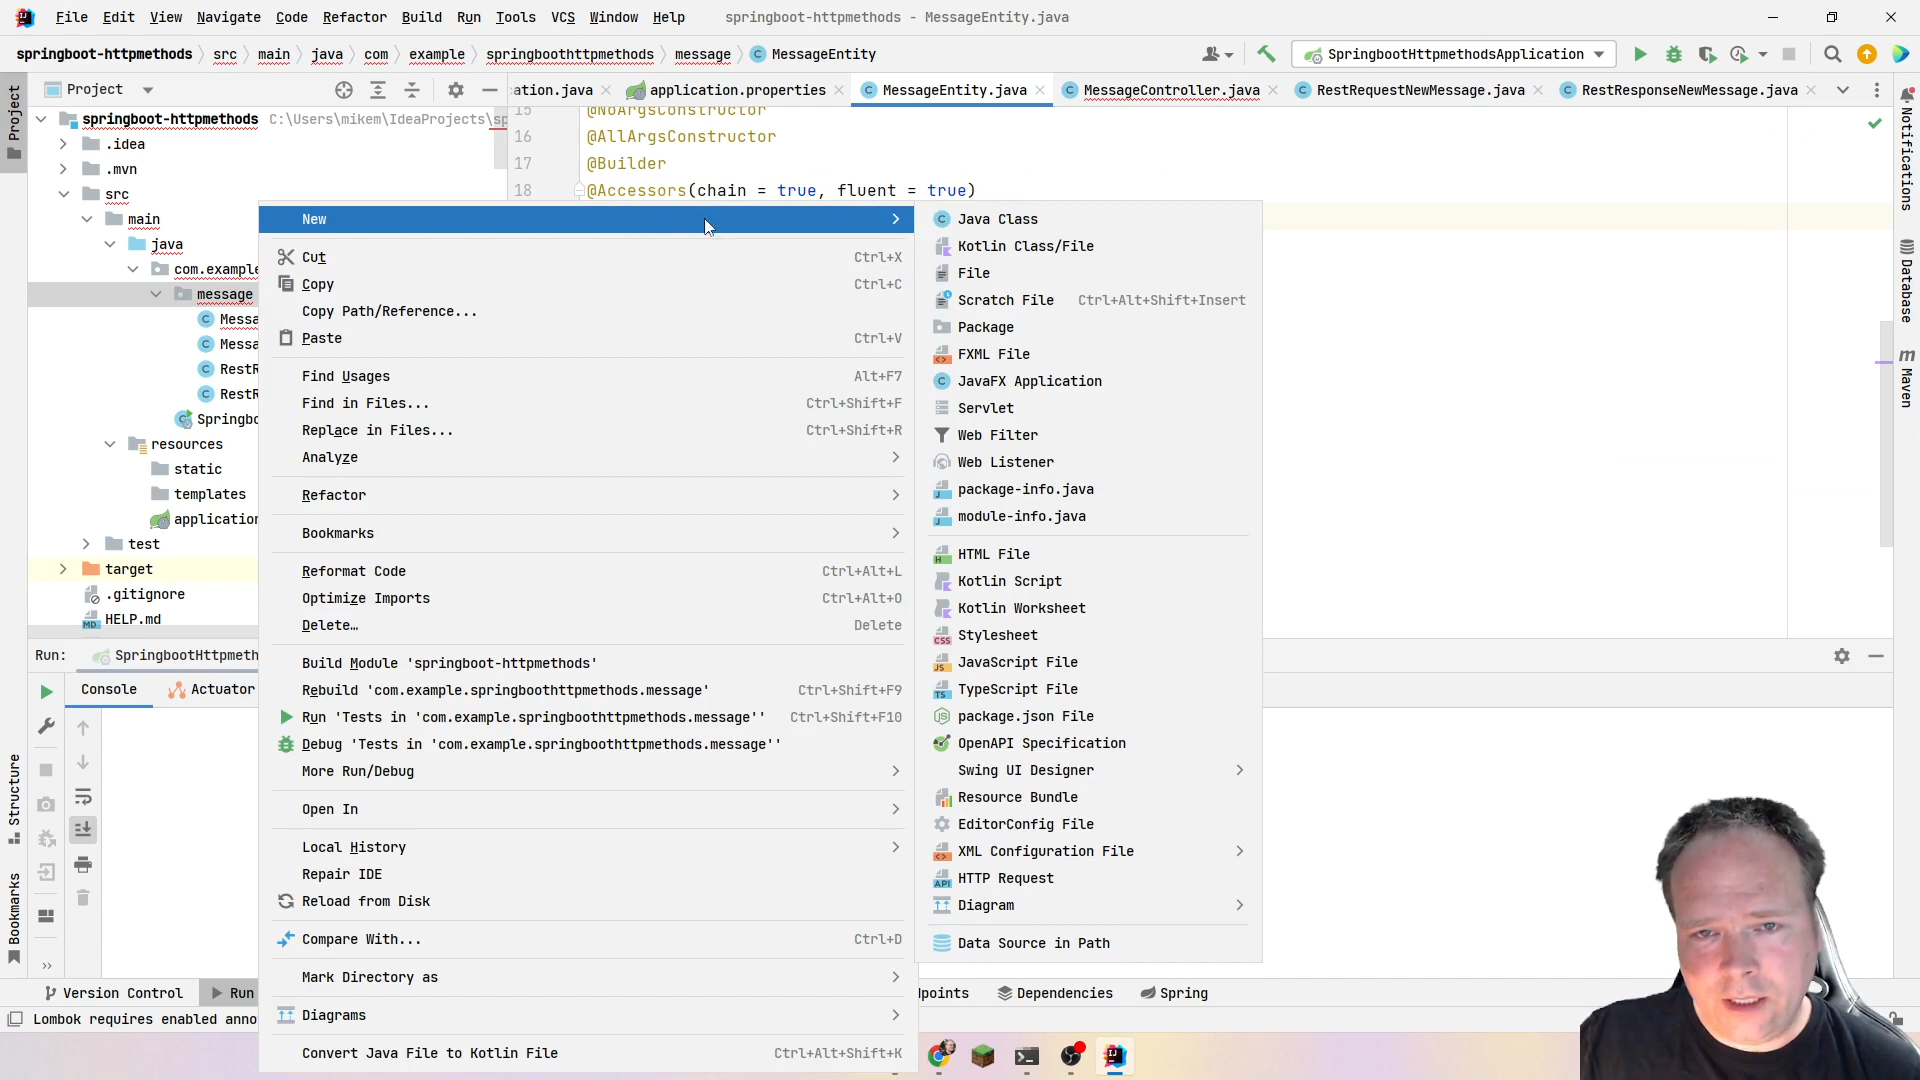 File Edit View Navigate Code Refactor Build Run Tools VCS Window Help springboot-httpmethods - MessageEntity.java
springboot-httpmethods src main java com example springboothttpmethods message MessageEntity SpringbootHttpmethodsApplication
Project
ation.java application.properties MessageEntity.java MessageController.java RestRequestNewMessage.java RestResponseNewMessage.java
springboot-httpmethods C:\Users\mikem\IdeaProjects\sp
.idea
.mvn
src
main
java
com.example
message
Messa
Messa
RestR
RestR
Springbo
resources
static
templates
application
test
target
.gitignore
HELP.md
15 @NoArgsConstructor
16 @AllArgsConstructor
17 @Builder
18 @Accessors(chain = true, fluent = true)
New
Cut Ctrl+X
Copy Ctrl+C
Copy Path/Reference...
Paste Ctrl+V
Find Usages Alt+F7
Find in Files... Ctrl+Shift+F
Replace in Files... Ctrl+Shift+R
Analyze
Refactor
Bookmarks
Reformat Code Ctrl+Alt+L
Optimize Imports Ctrl+Alt+O
Delete… Delete
Build Module 'springboot-httpmethods'
Rebuild 'com.example.springboothttpmethods.message' Ctrl+Shift+F9
Run 'Tests in 'com.example.springboothttpmethods.message'' Ctrl+Shift+F10
Debug 'Tests in 'com.example.springboothttpmethods.message''
More Run/Debug
Open In
Local History
Repair IDE
Reload from Disk
Compare With... Ctrl+D
Mark Directory as
Diagrams
Convert Java File to Kotlin File Ctrl+Alt+Shift+K
Java Class
Kotlin Class/File
File
Scratch File Ctrl+Alt+Shift+Insert
Package
FXML File
JavaFX Application
Servlet
Web Filter
Web Listener
package-info.java
module-info.java
HTML File
Kotlin Script
Kotlin Worksheet
Stylesheet
JavaScript File
TypeScript File
package.json File
OpenAPI Specification
Swing UI Designer
Resource Bundle
EditorConfig File
XML Configuration File
HTTP Request
Diagram
Data Source in Path
Run: SpringbootHttpmeth
Console Actuator
Version Control Run points Dependencies Spring
Lombok requires enabled anno
Project
Structure
Bookmarks
Notifications
Database
Maven